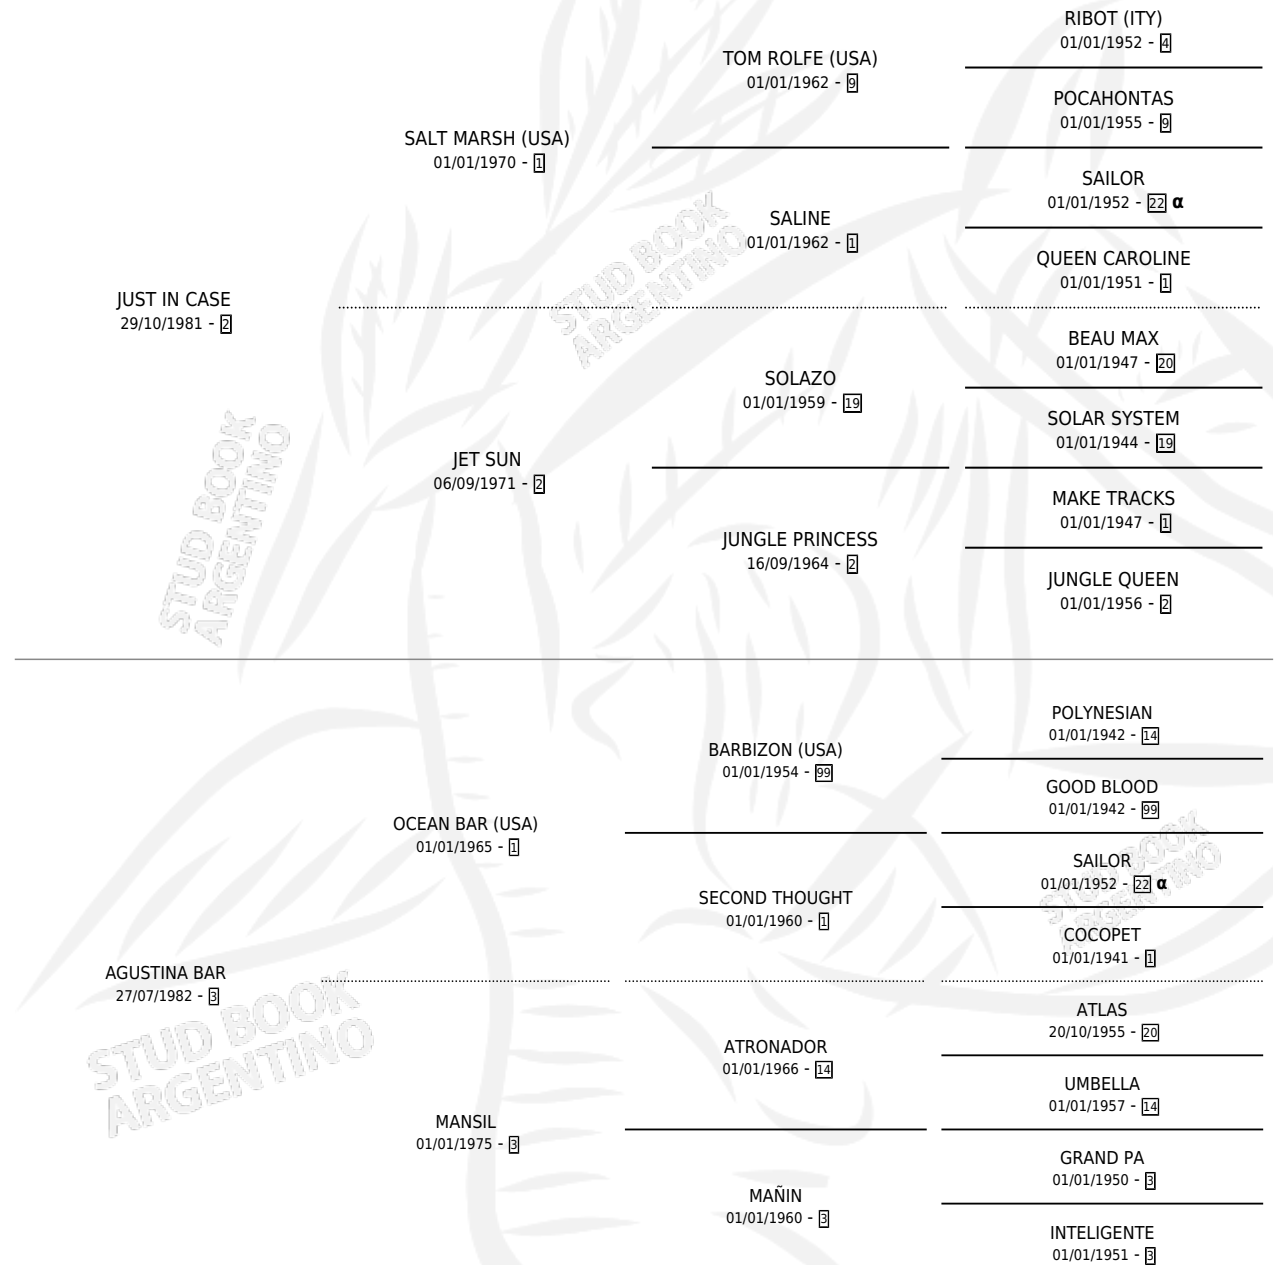 RIBOT (ITY)
01/01/1952 - 4
TOM ROLFE (USA)
01/01/1962 - 9
POCAHONTAS
01/01/1955 - 9
SALT MARSH (USA)
01/01/1970 - 1
SAILOR
01/01/1952 - 22 α
SALINE
01/01/1962 - 1
QUEEN CAROLINE
01/01/1951 - 1
STUD BOOK
ARGENTINO
JUST IN CASE
29/10/1981 - 2
BEAU MAX
01/01/1947 - 20
SOLAZO
01/01/1959 - 19
SOLAR SYSTEM
01/01/1944 - 19
JET SUN
06/09/1971 - 2
MAKE TRACKS
01/01/1947 - 1
JUNGLE PRINCESS
16/09/1964 - 2
JUNGLE QUEEN
01/01/1956 - 2
STUD BOOK
ARGENTINO
POLYNESIAN
01/01/1942 - 14
BARBIZON (USA)
01/01/1954 - 99
GOOD BLOOD
01/01/1942 - 99
OCEAN BAR (USA)
01/01/1965 - 1
SAILOR
01/01/1952 - 22 α
SECOND THOUGHT
01/01/1960 - 1
COCOPET
01/01/1941 - 1
STUD BOOK
ARGENTINO
AGUSTINA BAR
27/07/1982 - 3
ATLAS
20/10/1955 - 20
ATRONADOR
01/01/1966 - 14
UMBELLA
01/01/1957 - 14
STUD BOOK
ARGENTINO
MANSIL
01/01/1975 - 3
GRAND PA
01/01/1950 - 3
MAÑIN
01/01/1960 - 3
INTELIGENTE
01/01/1951 - 3